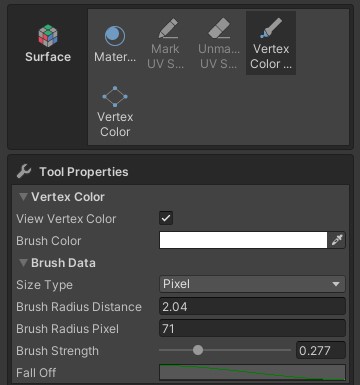 Surface
Mater...
Mark
UV S...
Unma...
UV S...
Vertex
Color ...
Vertex
Color
Tool Properties
Vertex Color
View Vertex Color
Brush Color
Brush Data
Size Type Pixel
Brush Radius Distance 2.04
Brush Radius Pixel 71
Brush Strength 0.277
Fall Off